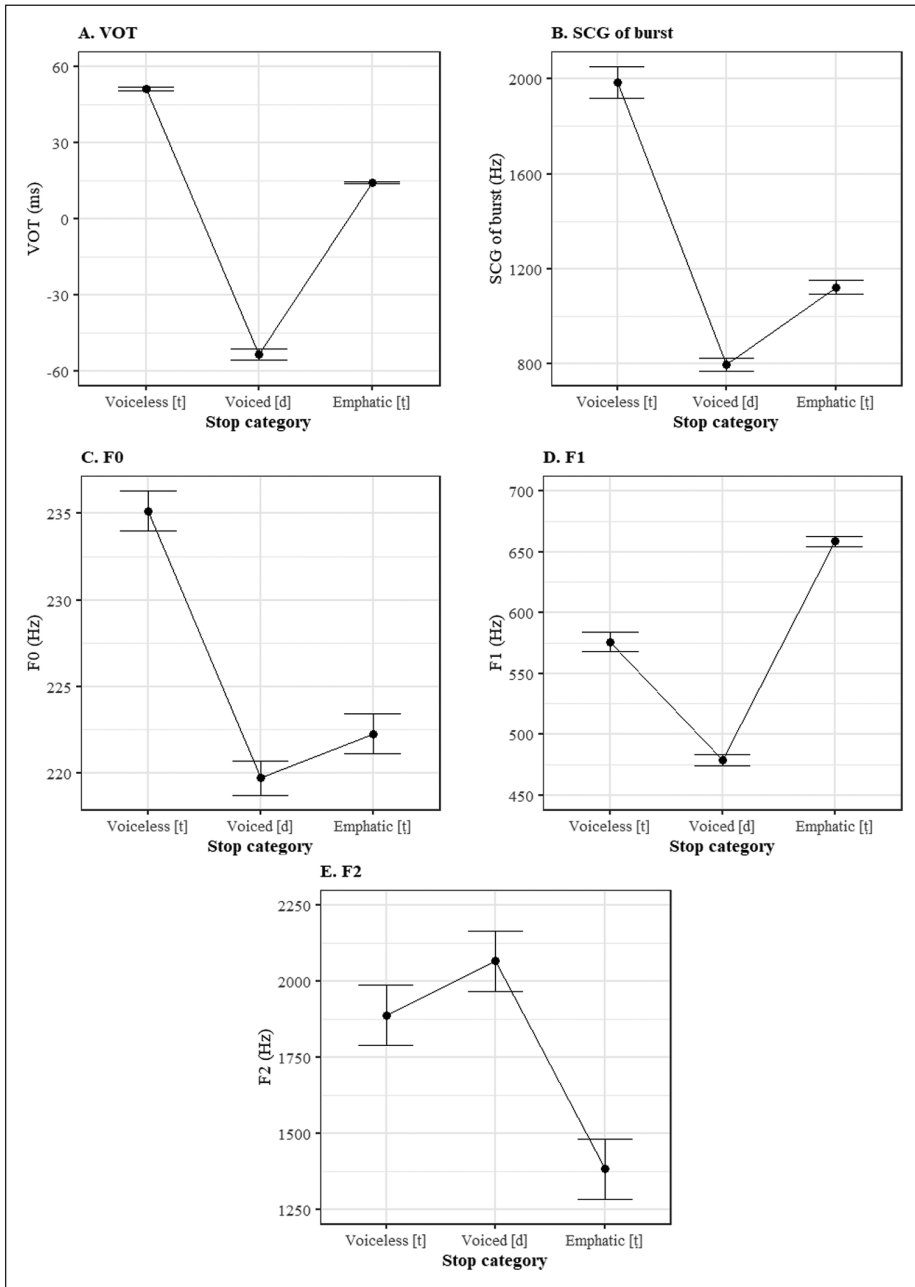 A. VOT
60
30
0
-30
-60
VOT (ms)
Voiceless [t] Voiced [d] Emphatic [ṭ]
Stop category
B. SCG of burst
2000
1600
1200
800
SCG of burst (Hz)
Voiceless [t] Voiced [d] Emphatic [ṭ]
Stop category
C. F0
235
230
225
220
F0 (Hz)
Voiceless [t] Voiced [d] Emphatic [ṭ]
Stop category
D. F1
700
650
600
550
500
450
F1 (Hz)
Voiceless [t] Voiced [d] Emphatic [ṭ]
Stop category
E. F2
2250
2000
1750
1500
1250
F2 (Hz)
Voiceless [t] Voiced [d] Emphatic [ṭ]
Stop category